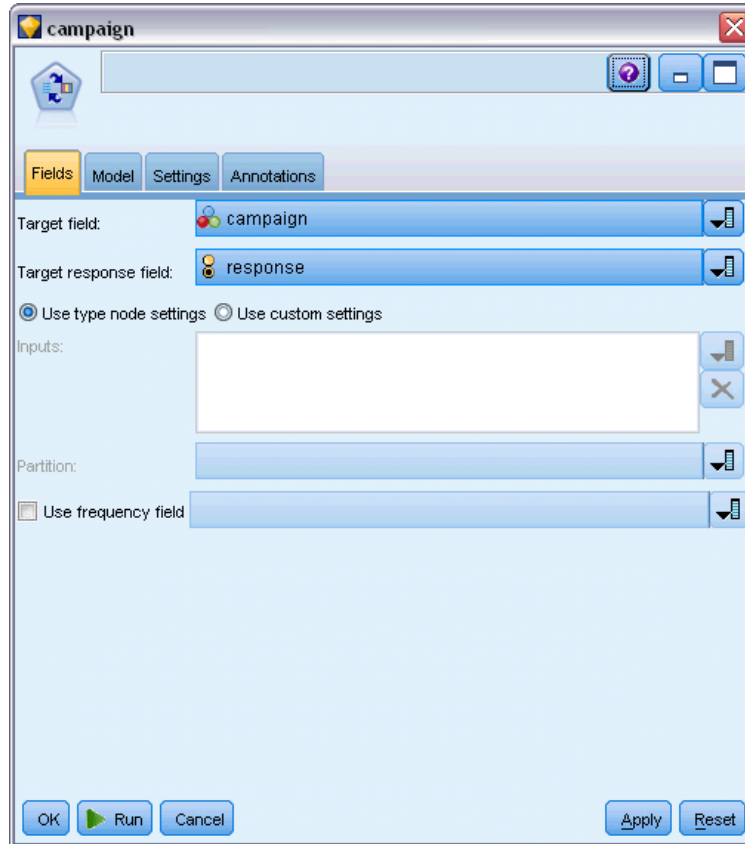 campaign
Fields Model Settings Annotations
Target field: campaign
Target response field: response
Use type node settings Use custom settings
Inputs:
Partition:
Use frequency field
OK Run Cancel Apply Reset